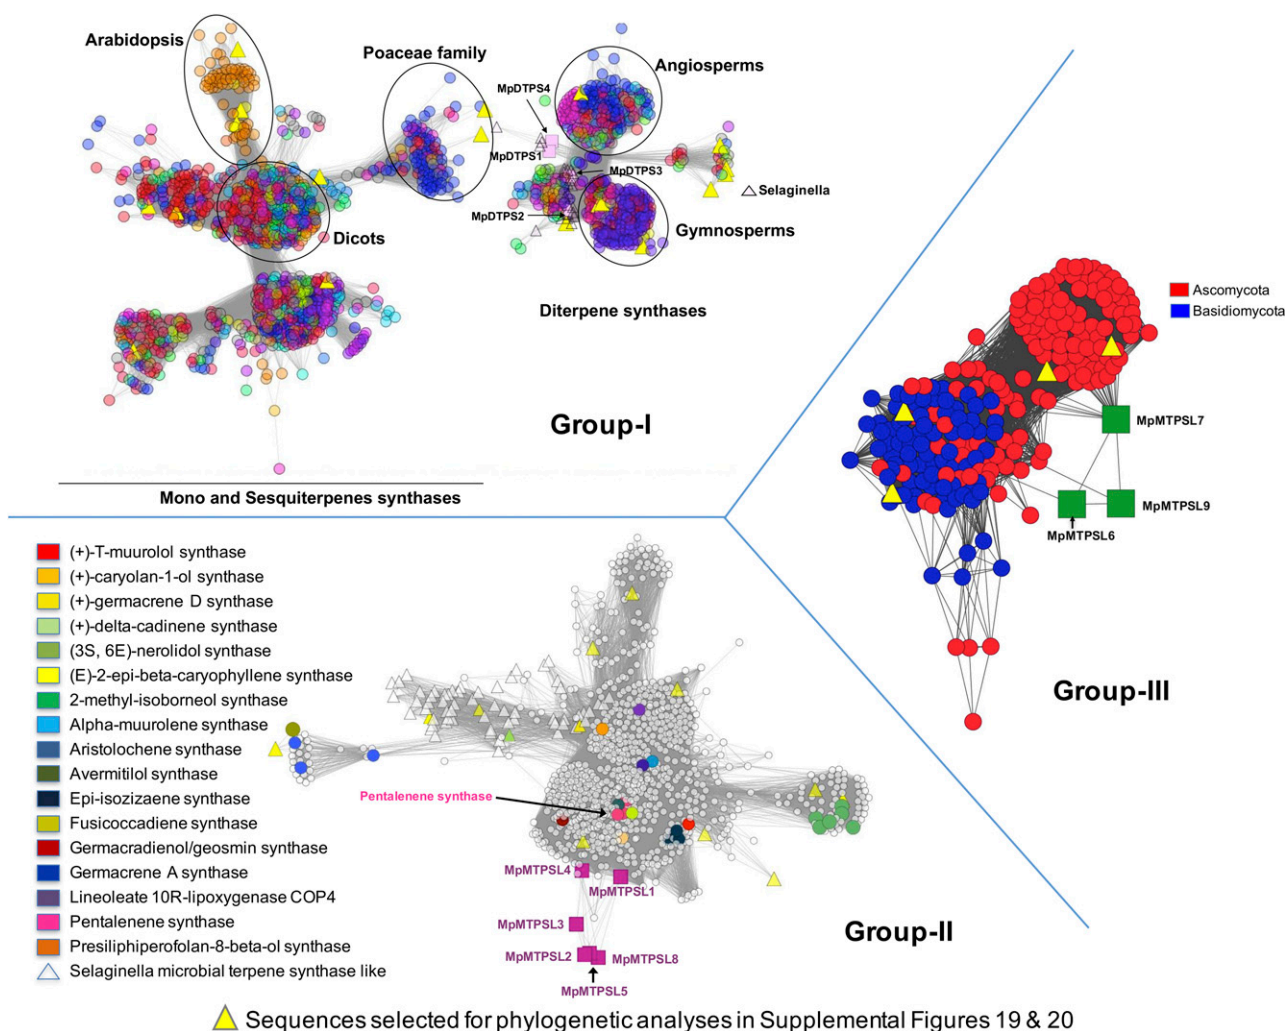 Arabidopsis
Poaceae family
Angiosperms
MpDTPS4
MpDTPS1
MpDTPS3
Selaginella
MpDTPS2
Gymnosperms
Dicots
Diterpene synthases
Group-I
Mono and Sesquiterpenes synthases
Ascomycota
Basidiomycota
MpMTPSL7
MpMTPSL9
MpMTPSL6
Group-III
(+)-T-muurolol synthase
(+)-caryolan-1-ol synthase
(+)-germacrene D synthase
(+)-delta-cadinene synthase
(3S, 6E)-nerolidol synthase
(E)-2-epi-beta-caryophyllene synthase
2-methyl-isoborneol synthase
Alpha-muurolene synthase
Aristolochene synthase
Avermitilol synthase
Epi-isozizaene synthase
Fusicoccadiene synthase
Germacradienol/geosmin synthase
Germacrene A synthase
Lineoleate 10R-lipoxygenase COP4
Pentalenene synthase
Presiliphiperofolan-8-beta-ol synthase
Selaginella microbial terpene synthase like
Pentalenene synthase
MpMTPSL4
MpMTPSL1
MpMTPSL3
MpMTPSL2
MpMTPSL8
MpMTPSL5
Group-II
Sequences selected for phylogenetic analyses in Supplemental Figures 19 & 20